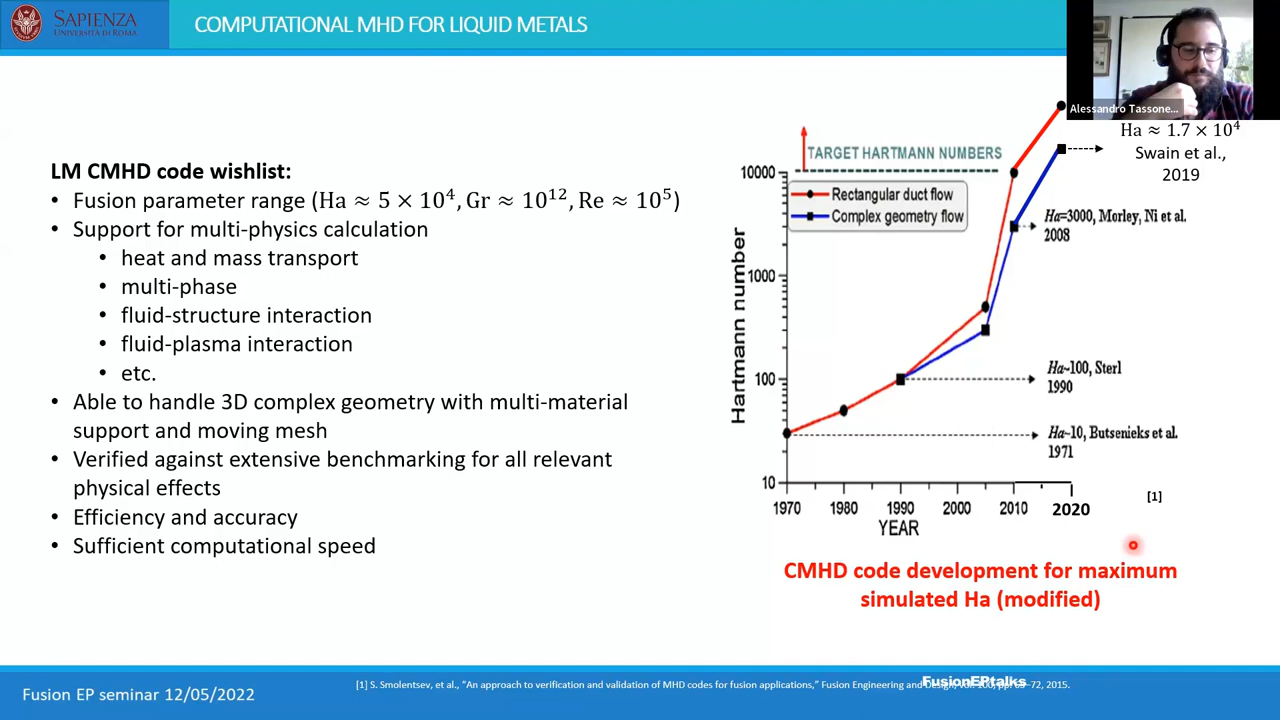 SAPIENZA
UNIVERSITÀ DI ROMA
COMPUTATIONAL MHD FOR LIQUID METALS
Alessandro Tassone...
LM CMHD code wishlist:
• Fusion parameter range (Ha ≈ 5 × 10⁴, Gr ≈ 10¹², Re ≈ 10⁵)
• Support for multi-physics calculation
• heat and mass transport
• multi-phase
• fluid-structure interaction
• fluid-plasma interaction
• etc.
• Able to handle 3D complex geometry with multi-material
support and moving mesh
• Verified against extensive benchmarking for all relevant
physical effects
• Efficiency and accuracy
• Sufficient computational speed
Ha ≈ 1.7 × 10⁴
Swain et al.,
2019
TARGET HARTMANN NUMBERS
Rectangular duct flow
Complex geometry flow
Ha=3000, Morley, Ni et al.
2008
Ha~100, Sterl
1990
Ha~10, Butsenieks et al.
1971
Hartmann number
10000
1000
100
10
1970 1980 1990 2000 2010 2020
YEAR
[1]
CMHD code development for maximum
simulated Ha (modified)
Fusion EP seminar 12/05/2022
[1] S. Smolentsev, et al., "An approach to verification and validation of MHD codes for fusion applications," Fusion Engineering and 72, 2015.
FusionEPtalks